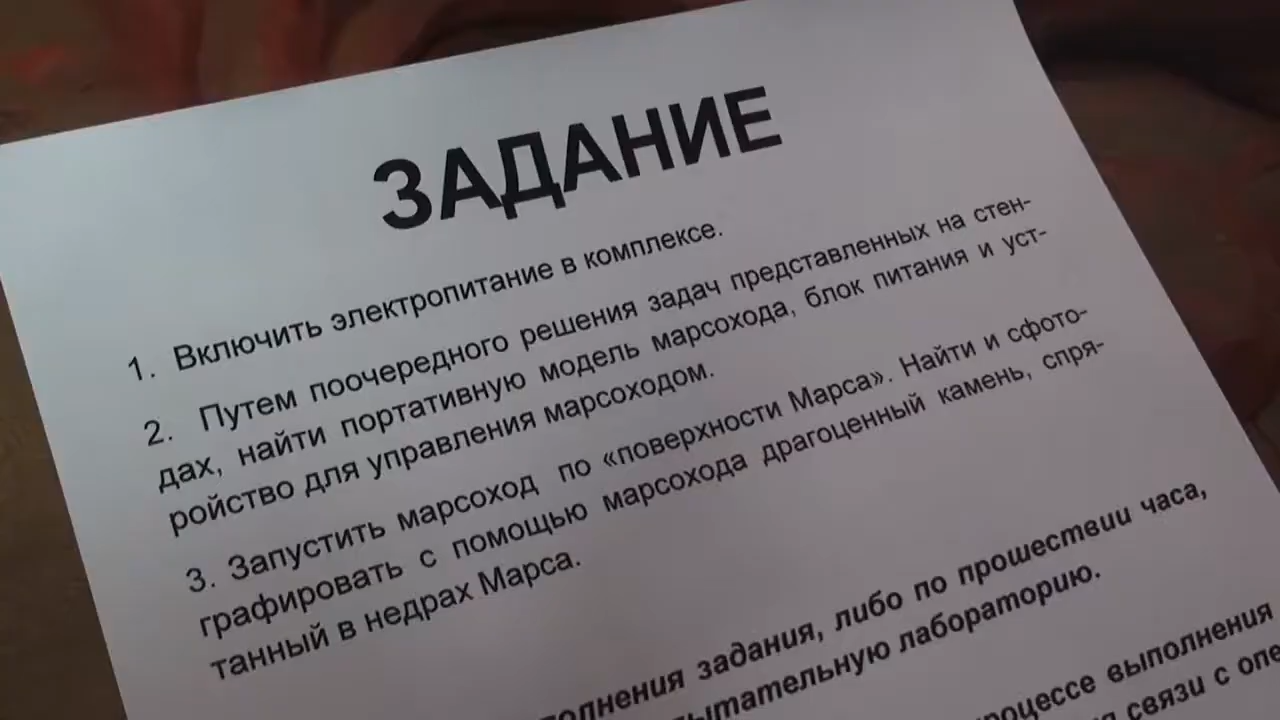 ЗАДАНИЕ
1. Включить электропитание в комплексе.
2. Путем поочередного решения задач представленных на стен-
дах, найти портативную модель марсохода, блок питания и уст-
ройство для управления марсоходом.
3. Запустить марсоход по «поверхности Марса». Найти и сфото-
графировать с помощью марсохода драгоценный камень, спря-
танный в недрах Марса.
задания, либо по прошествии часа,
лабораторию.
выполнения
связи с